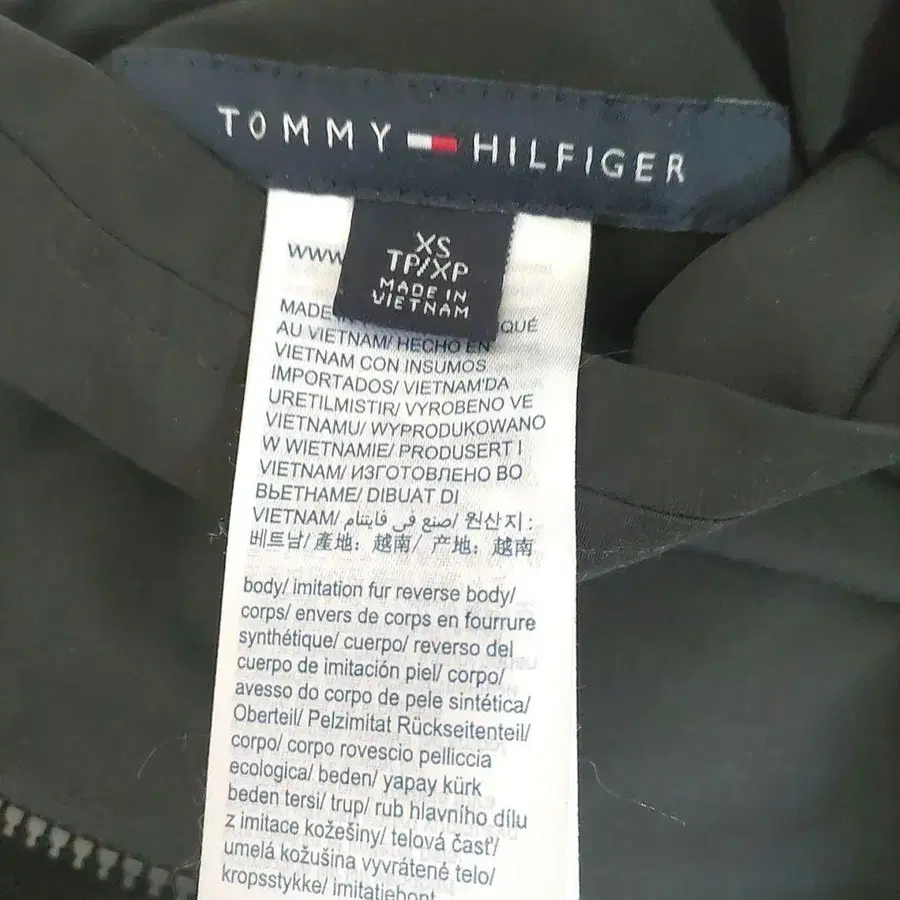 TOMMY HILFIGER
XS
TP/XP
MADE IN
VIETNAM
www
MADE QUÉ
AU VIETNAM/ HECHO EN
VIETNAM CON INSUMOS
IMPORTADOS/ VIETNAM'DA
URETILMISTIR/ VYROBENO VE
VIETNAMU/ WYPRODUKOWANO
W WIETNAMIE/ PRODUSERT I
VIETNAM/ ИЗГОТОВЛЕНО ВО
ВЬЕТНАМЕ/ DIBUAT DI
VIETNAM/ صنع في فايتنام/ 원산지:
베트남/ 產地: 越南/ 产地: 越南
body/ imitation fur reverse body/
corps/ envers de corps en fourrure
synthétique/ cuerpo/ reverso del
cuerpo de imitación piel/ corpo/
avesso do corpo de pele sintética/
Oberteil/ Pelzimitat Rückseitenteil/
corpo/ corpo rovescio pelliccia
ecologica/ beden/ yapay kürk
beden tersi/ trup/ rub hlavního dílu
z imitace kožešiny/ telová časť/
umelá kožušina vyvrátené telo/
kropsstykke/ imitatiebont